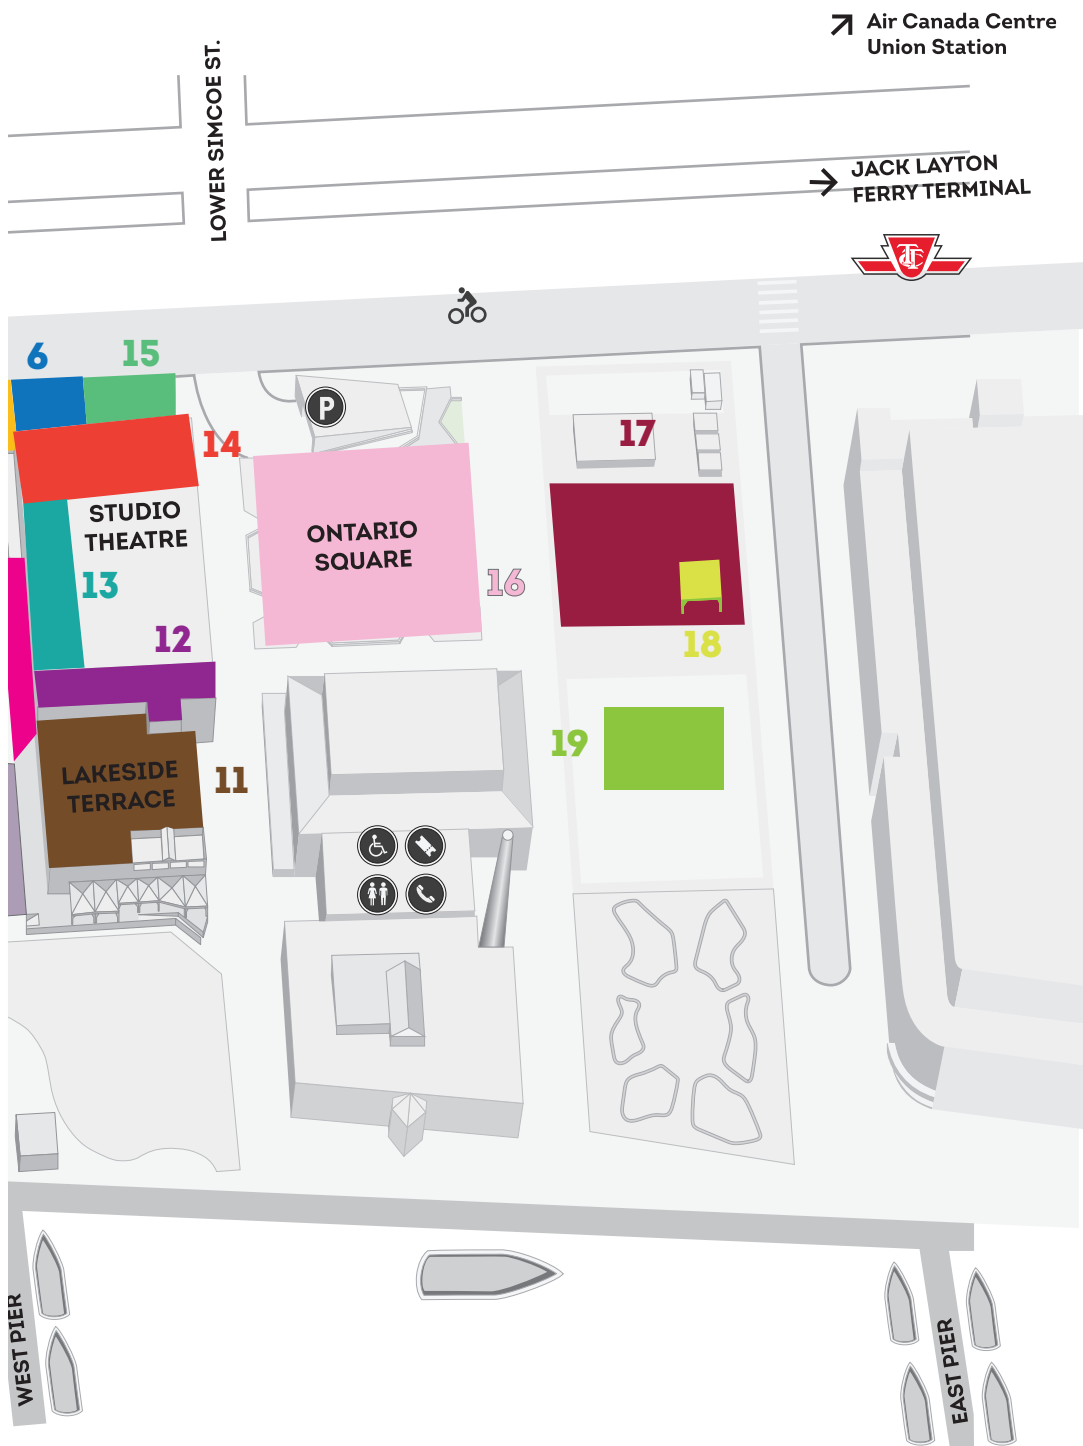 Air Canada Centre
Union Station
LOWER SIMCOE ST.
JACK LAYTON
FERRY TERMINAL
TTC
6
15
P
17
14
STUDIO
THEATRE
ONTARIO
SQUARE
13
16
12
18
19
LAKESIDE
TERRACE
11
WEST PIER
EAST PIER